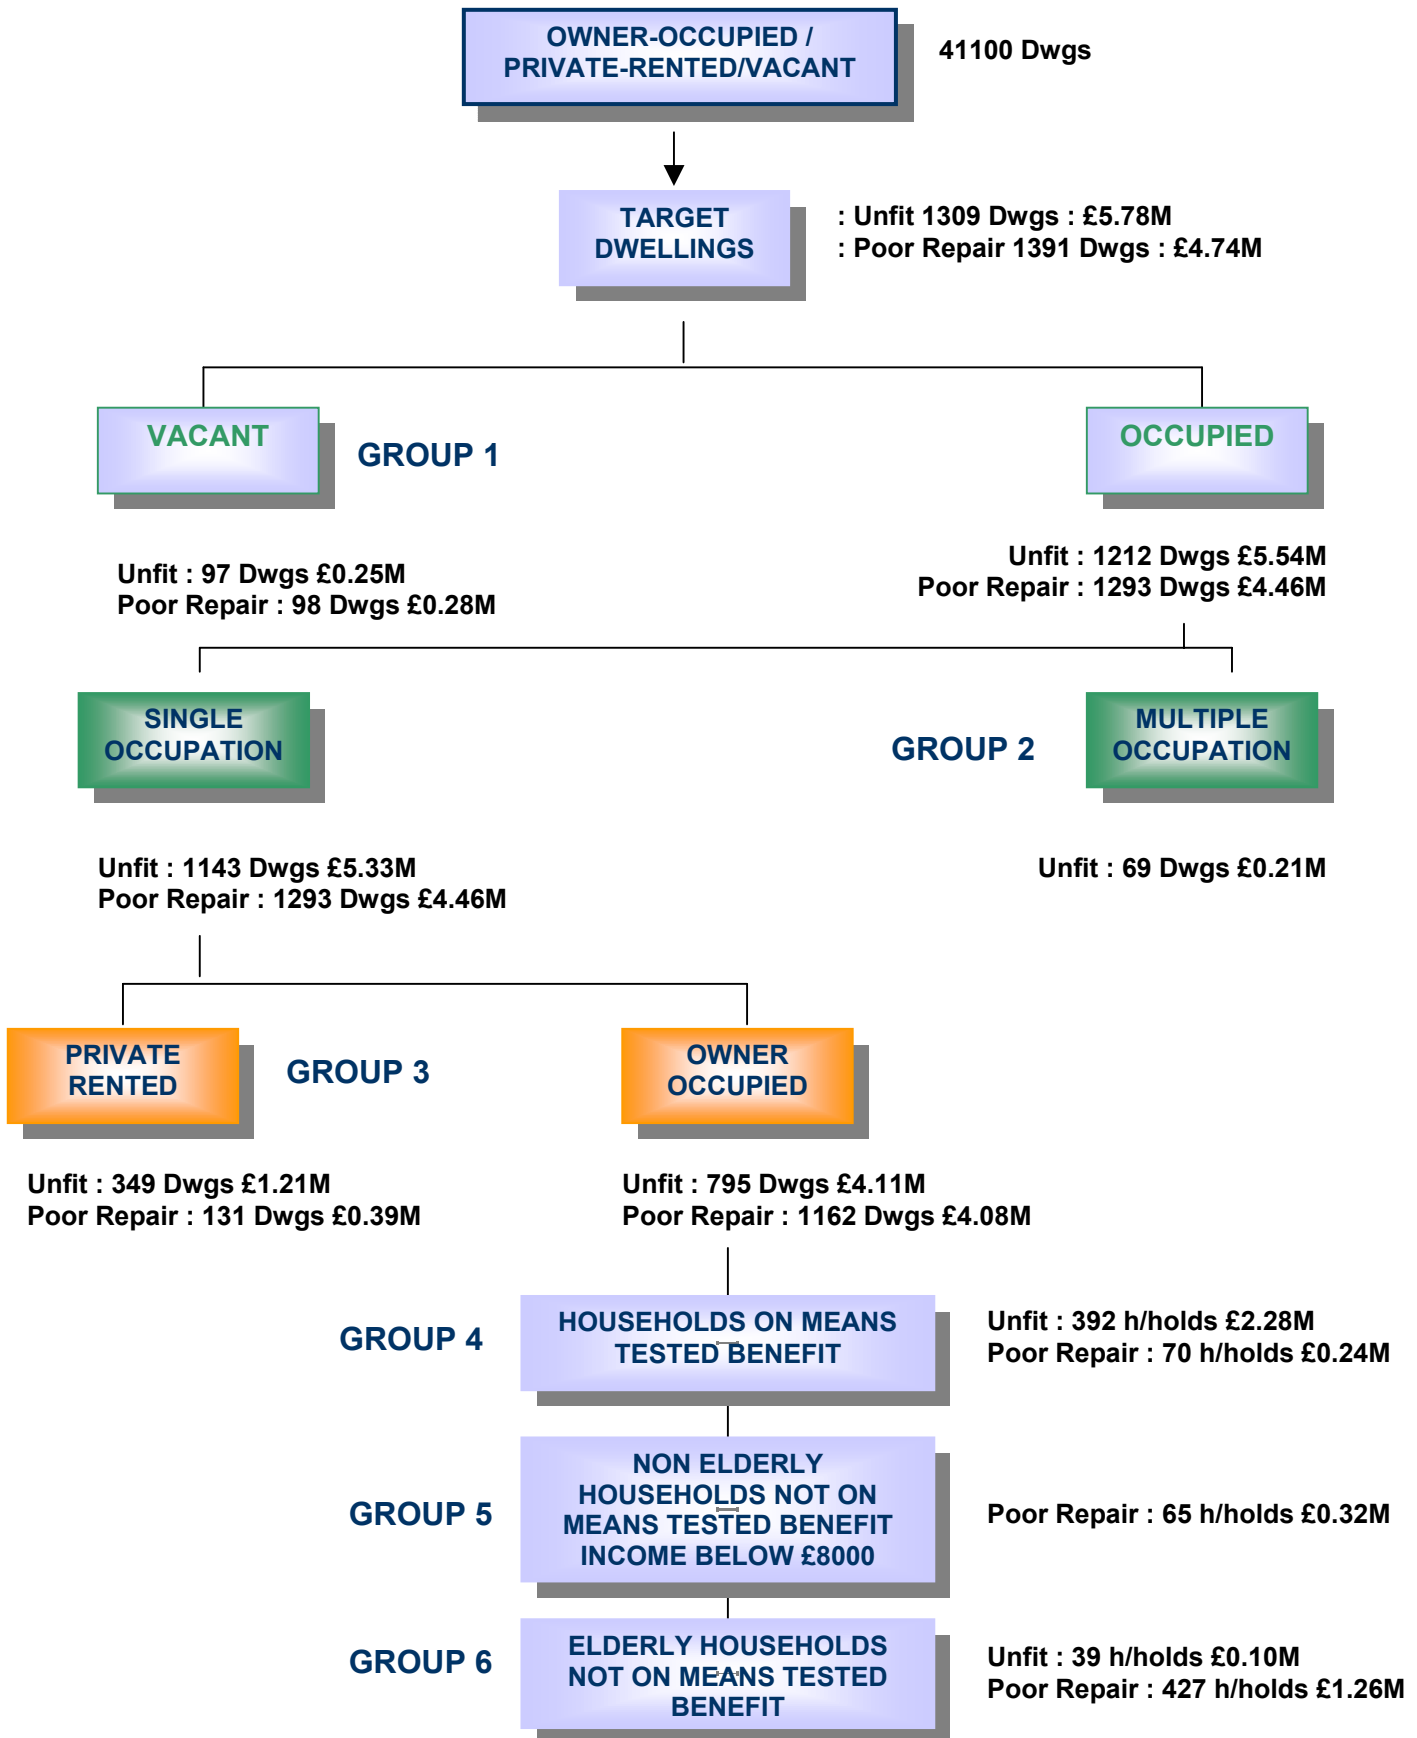 OWNER-OCCUPIED /
PRIVATE-RENTED/VACANT
41100 Dwgs
TARGET
DWELLINGS
: Unfit 1309 Dwgs : £5.78M
: Poor Repair 1391 Dwgs : £4.74M
VACANT
GROUP 1
OCCUPIED
Unfit : 97 Dwgs £0.25M
Poor Repair : 98 Dwgs £0.28M
Unfit : 1212 Dwgs £5.54M
Poor Repair : 1293 Dwgs £4.46M
SINGLE
OCCUPATION
GROUP 2
MULTIPLE
OCCUPATION
Unfit : 1143 Dwgs £5.33M
Poor Repair : 1293 Dwgs £4.46M
Unfit : 69 Dwgs £0.21M
PRIVATE
RENTED
GROUP 3
OWNER
OCCUPIED
Unfit : 349 Dwgs £1.21M
Poor Repair : 131 Dwgs £0.39M
Unfit : 795 Dwgs £4.11M
Poor Repair : 1162 Dwgs £4.08M
GROUP 4
HOUSEHOLDS ON MEANS
TESTED BENEFIT
Unfit : 392 h/holds £2.28M
Poor Repair : 70 h/holds £0.24M
GROUP 5
NON ELDERLY
HOUSEHOLDS NOT ON
MEANS TESTED BENEFIT
INCOME BELOW £8000
Poor Repair : 65 h/holds £0.32M
GROUP 6
ELDERLY HOUSEHOLDS
NOT ON MEANS TESTED
BENEFIT
Unfit : 39 h/holds £0.10M
Poor Repair : 427 h/holds £1.26M